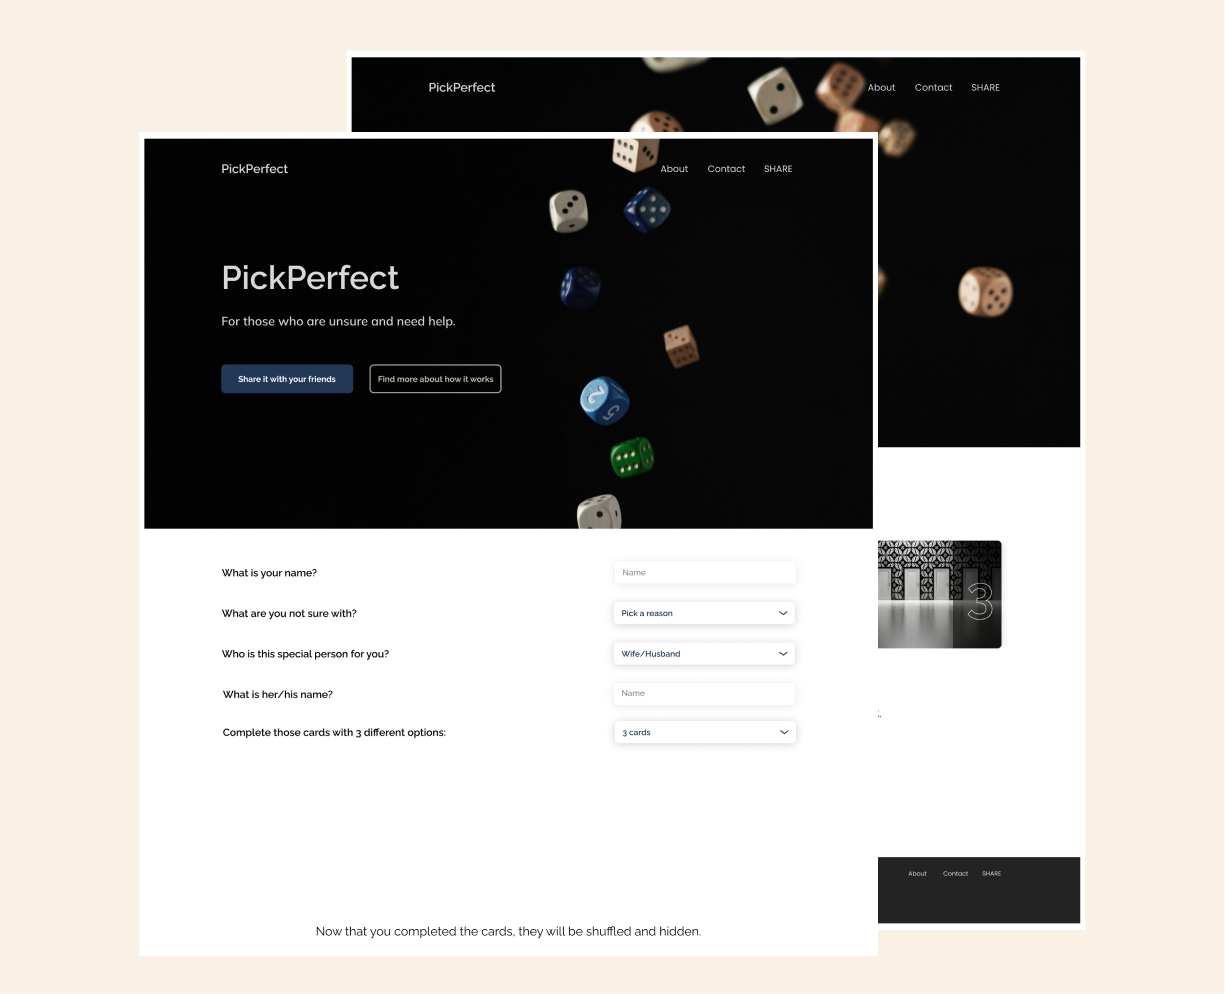 PickPerfect
About Contact SHARE
PickPerfect
About Contact SHARE
PickPerfect
For those who are unsure and need help.
Share it with your friends
Find more about how it works
2
5
What is your name?
Name
What are you not sure with?
Pick a reason
Who is this special person for you?
Wife/Husband
What is her/his name?
Name
Complete those cards with 3 different options:
3 cards
3
Now that you completed the cards, they will be shuffled and hidden.
About Contact SHARE